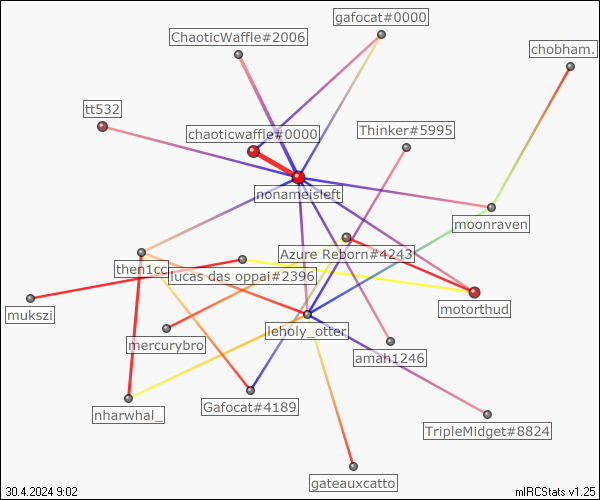 gafocat#0000
ChaoticWaffle#2006
chobham.
tt532
chaoticwaffle#0000
Thinker#5995
nonameisleft
moonraven
Azure Reborn#4243
then1cc
lucas das oppai#2396
mukszi
motorthud
leholy_otter
mercurybro
amah1246
Gafocat#4189
nharwhal_
TripleMidget#8824
gateauxcatto
30.4.2024 9:02
mIRCStats v1.25